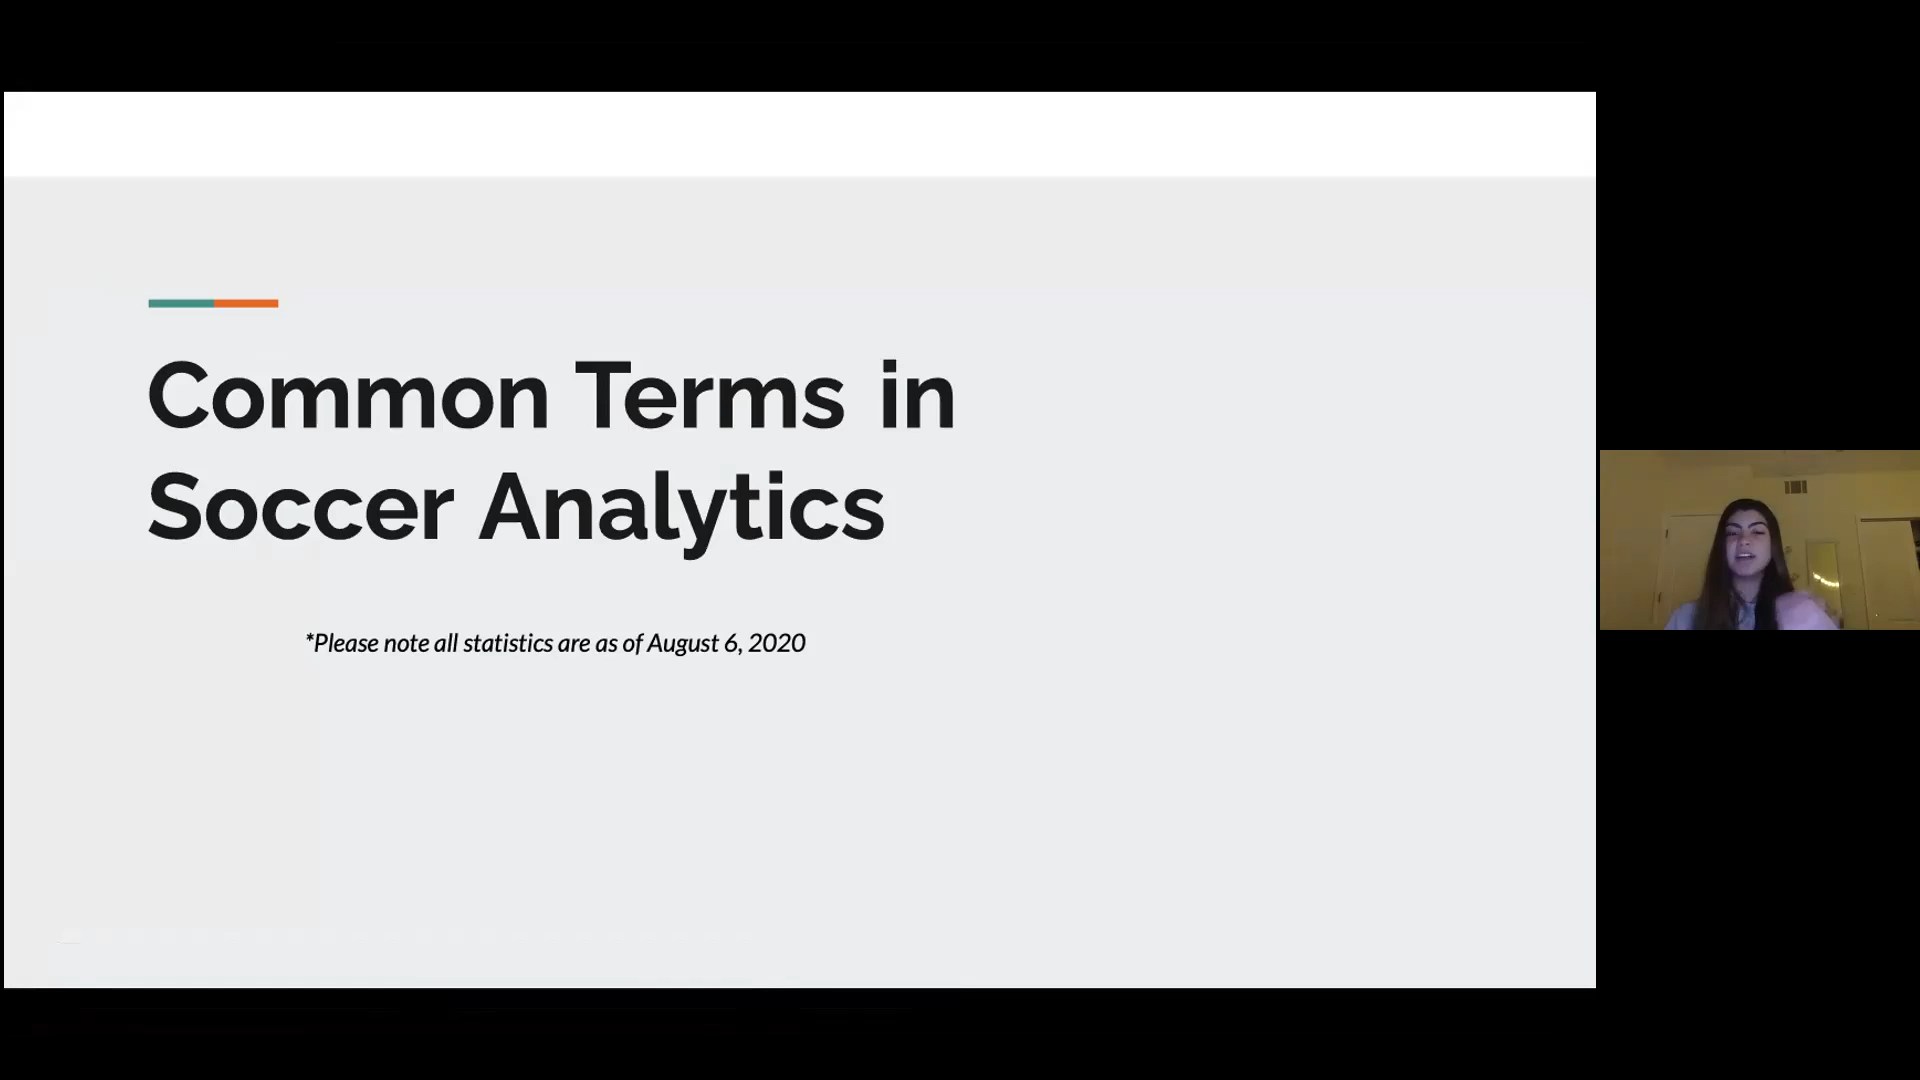 Common Terms in
Soccer Analytics
*Please note all statistics are as of August 6, 2020